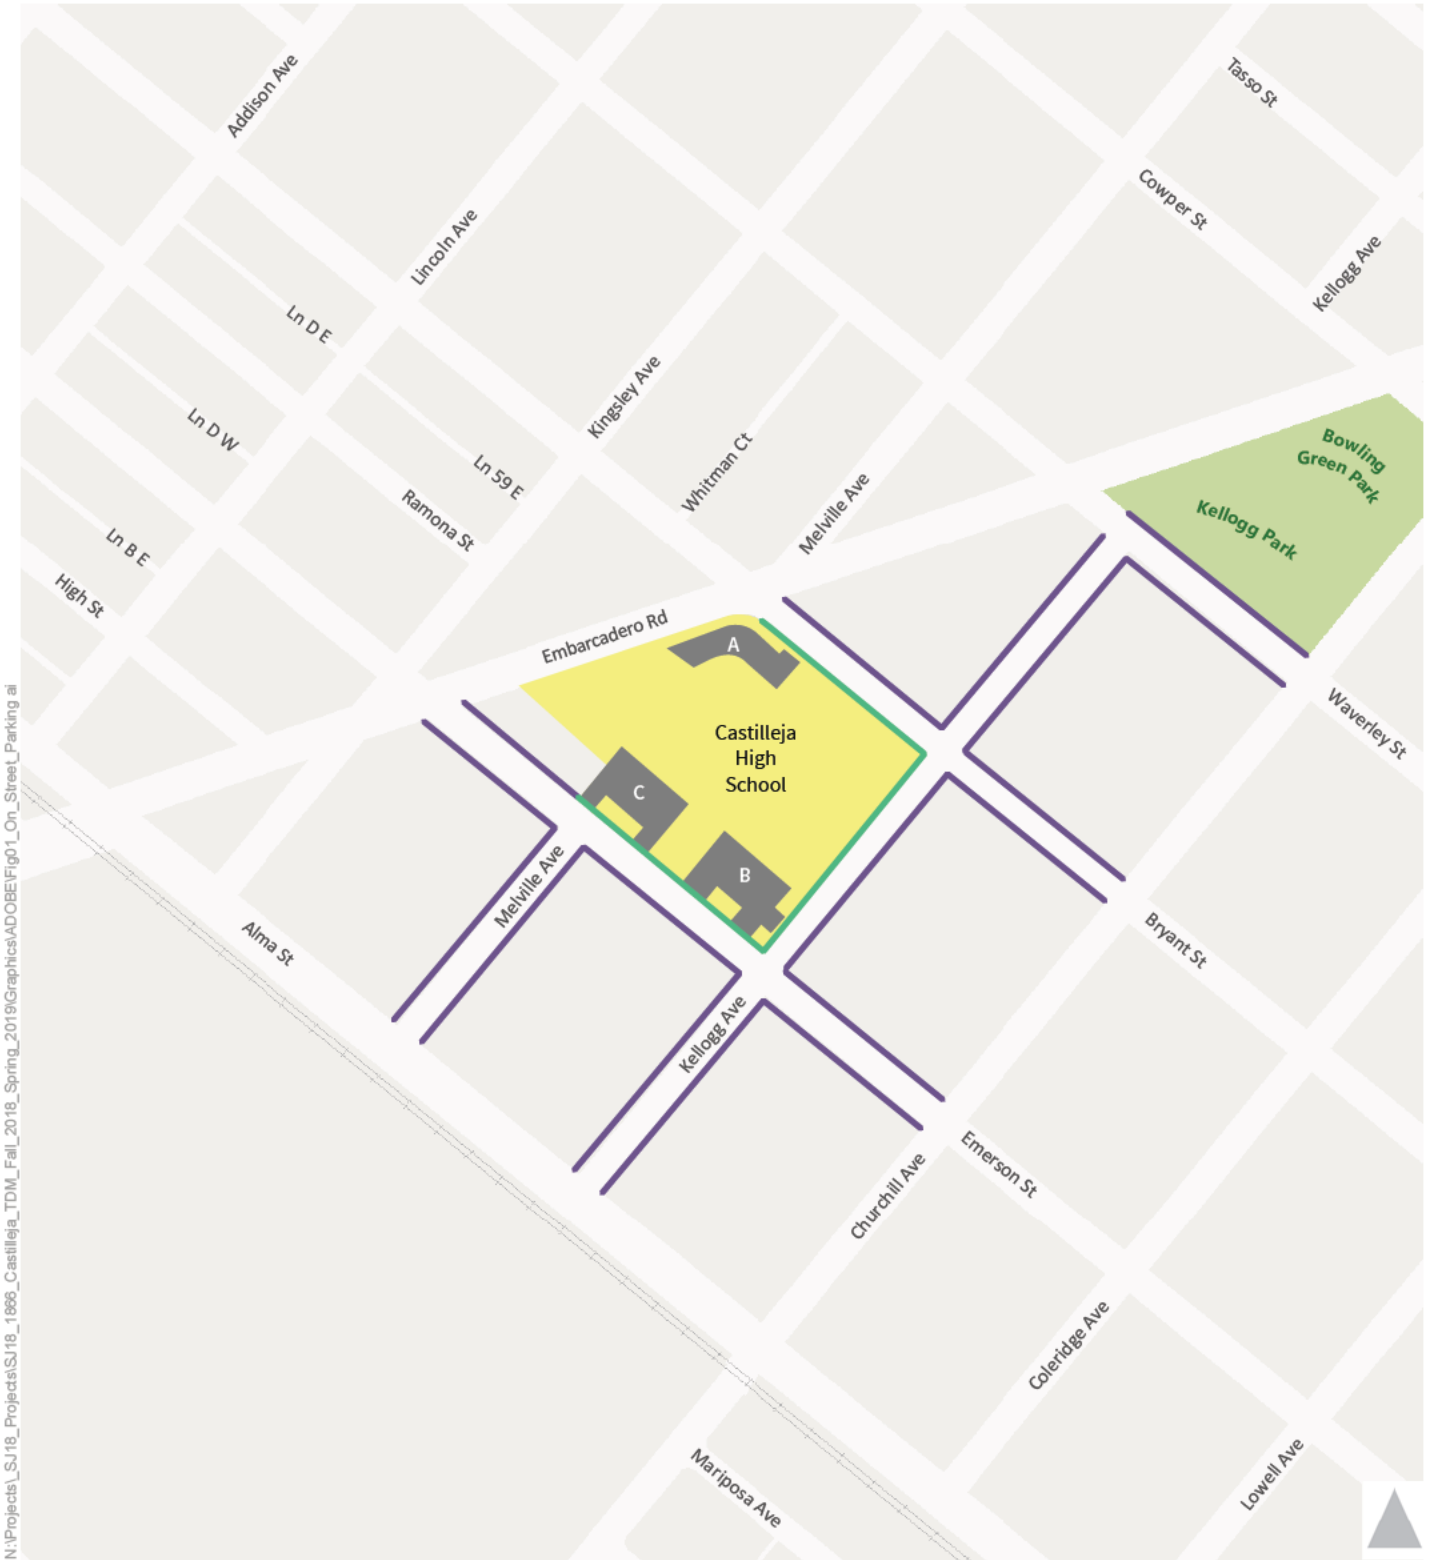 Addison Ave
Tasso St
Cowper St
Lincoln Ave
Kellogg Ave
Ln D E
Kingsley Ave
Ln D W
Whitman Ct
Ln 59 E
Ramona St
Melville Ave
Bowling
Green Park
Kellogg Park
Ln B E
High St
Embarcadero Rd
A
Castilleja
High
School
Waverley St
C
B
Melville Ave
Alma St
Bryant St
Kellogg Ave
Emerson St
Churchill Ave
Coleridge Ave
Mariposa Ave
Lowell Ave
N:\Projects\_SJ18_Projects\SJ18_1866_Castilleja_TDM_Fall_2018_Spring_2019\Graphics\ADOBE\Fig01_On_Street_Parking ai